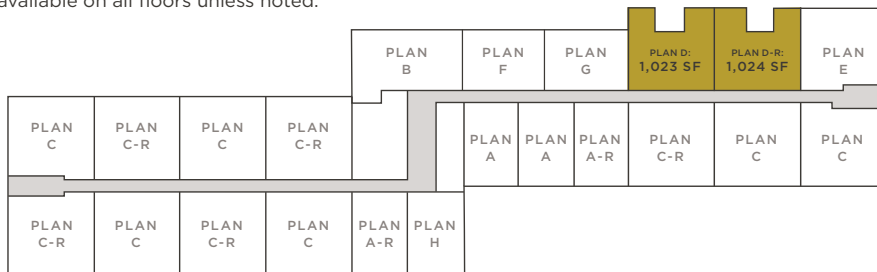 available on all floors unless noted.
PLAN
B
PLAN
F
PLAN
G
PLAN D:
1,023 SF
PLAN D-R:
1,024 SF
PLAN
E
PLAN
C
PLAN
C-R
PLAN
C
PLAN
C-R
PLAN
A
PLAN
A
PLAN
A-R
PLAN
C-R
PLAN
C
PLAN
C
PLAN
C-R
PLAN
C
PLAN
C-R
PLAN
C
PLAN
A-R
PLAN
H